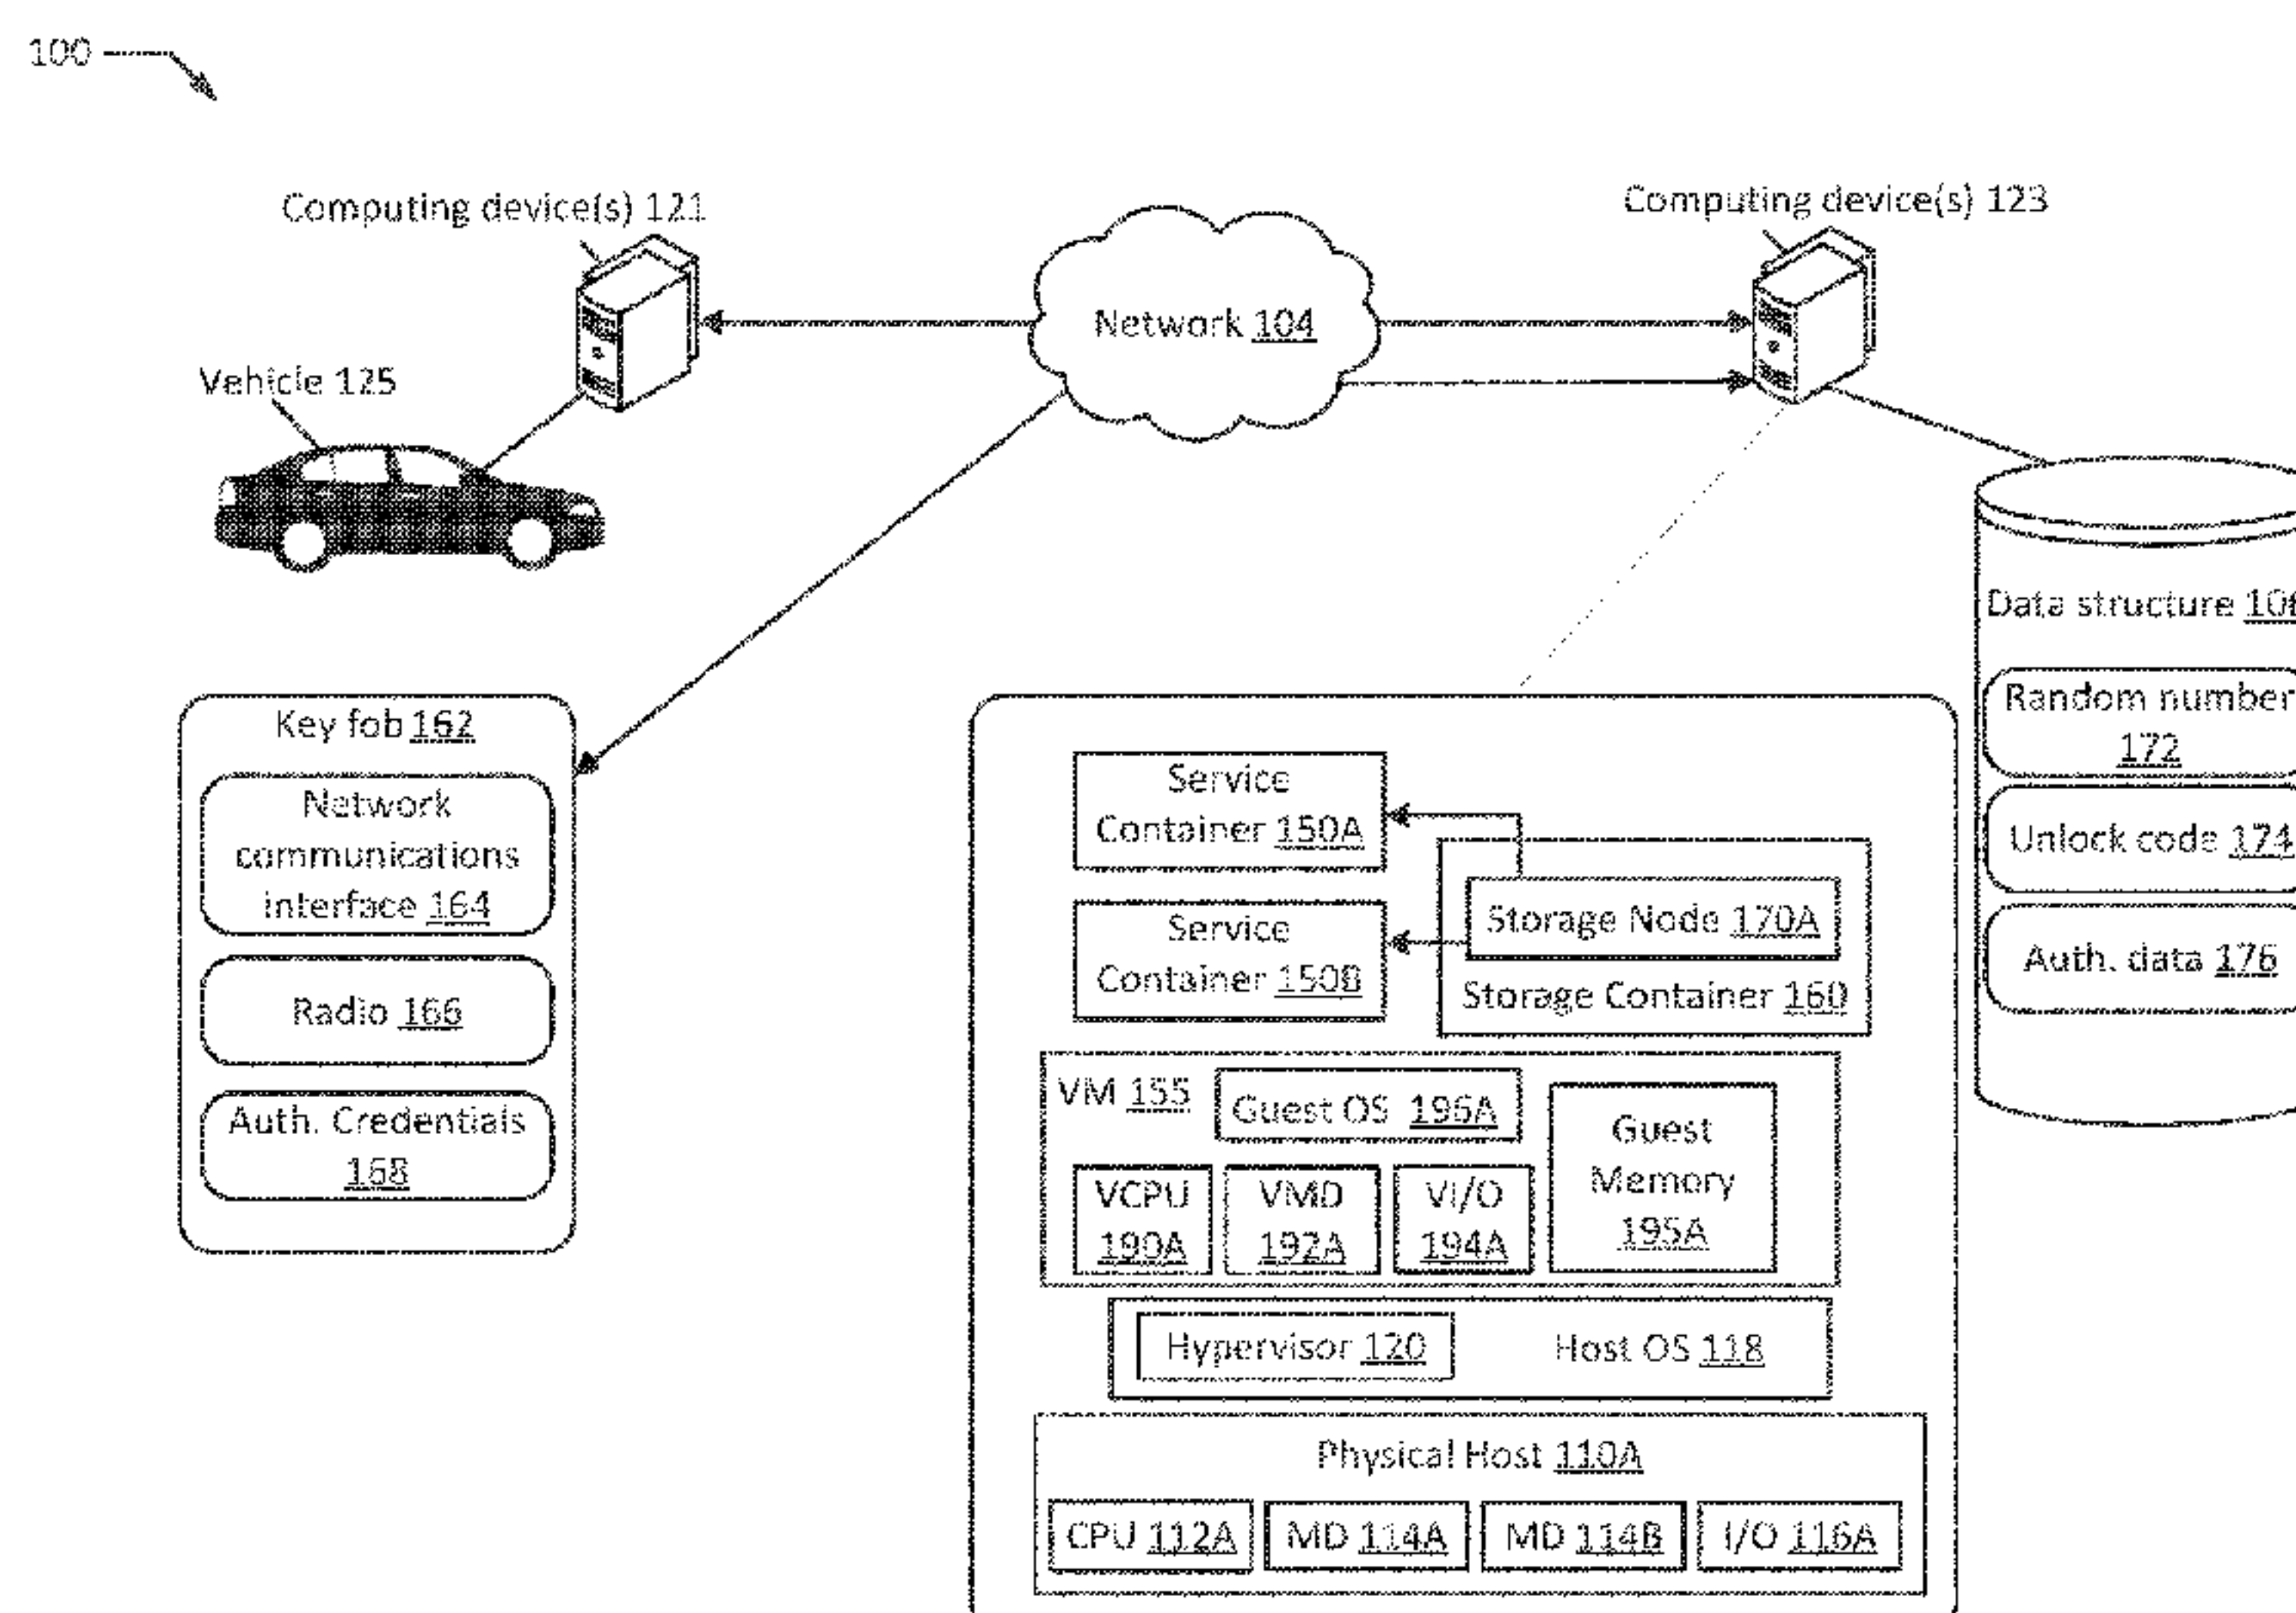 100
Computing device(s) 121
Computing device(s) 123
Network 104
Vehicle 125
Data structure
Key fob 162
Network
communications
interface 164
Radio 166
Auth. Credentials
168
Service
Container 150A
Service
Container 150B
Storage Node 170A
Storage Container 160
Random number
172
Unlock code 174
Auth. data 176
VM 155
Guest OS 196A
Guest
Memory
195A
VCPU
190A
VMD
192A
VI/O
194A
Hypervisor 120
Host OS 118
Physical Host 110A
CPU 112A
MD 114A
MD 114B
I/O 116A